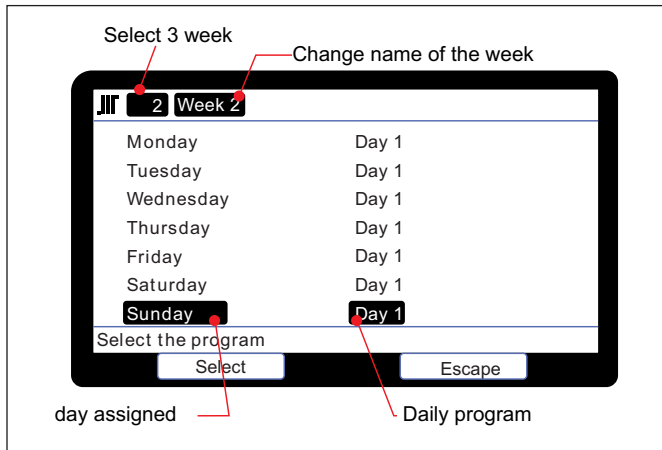 Select 3 week
Change name of the week
2 Week 2
Monday Day 1
Tuesday Day 1
Wednesday Day 1
Thursday Day 1
Friday Day 1
Saturday Day 1
Sunday Day 1
Select the program
Select Escape
day assigned Daily program